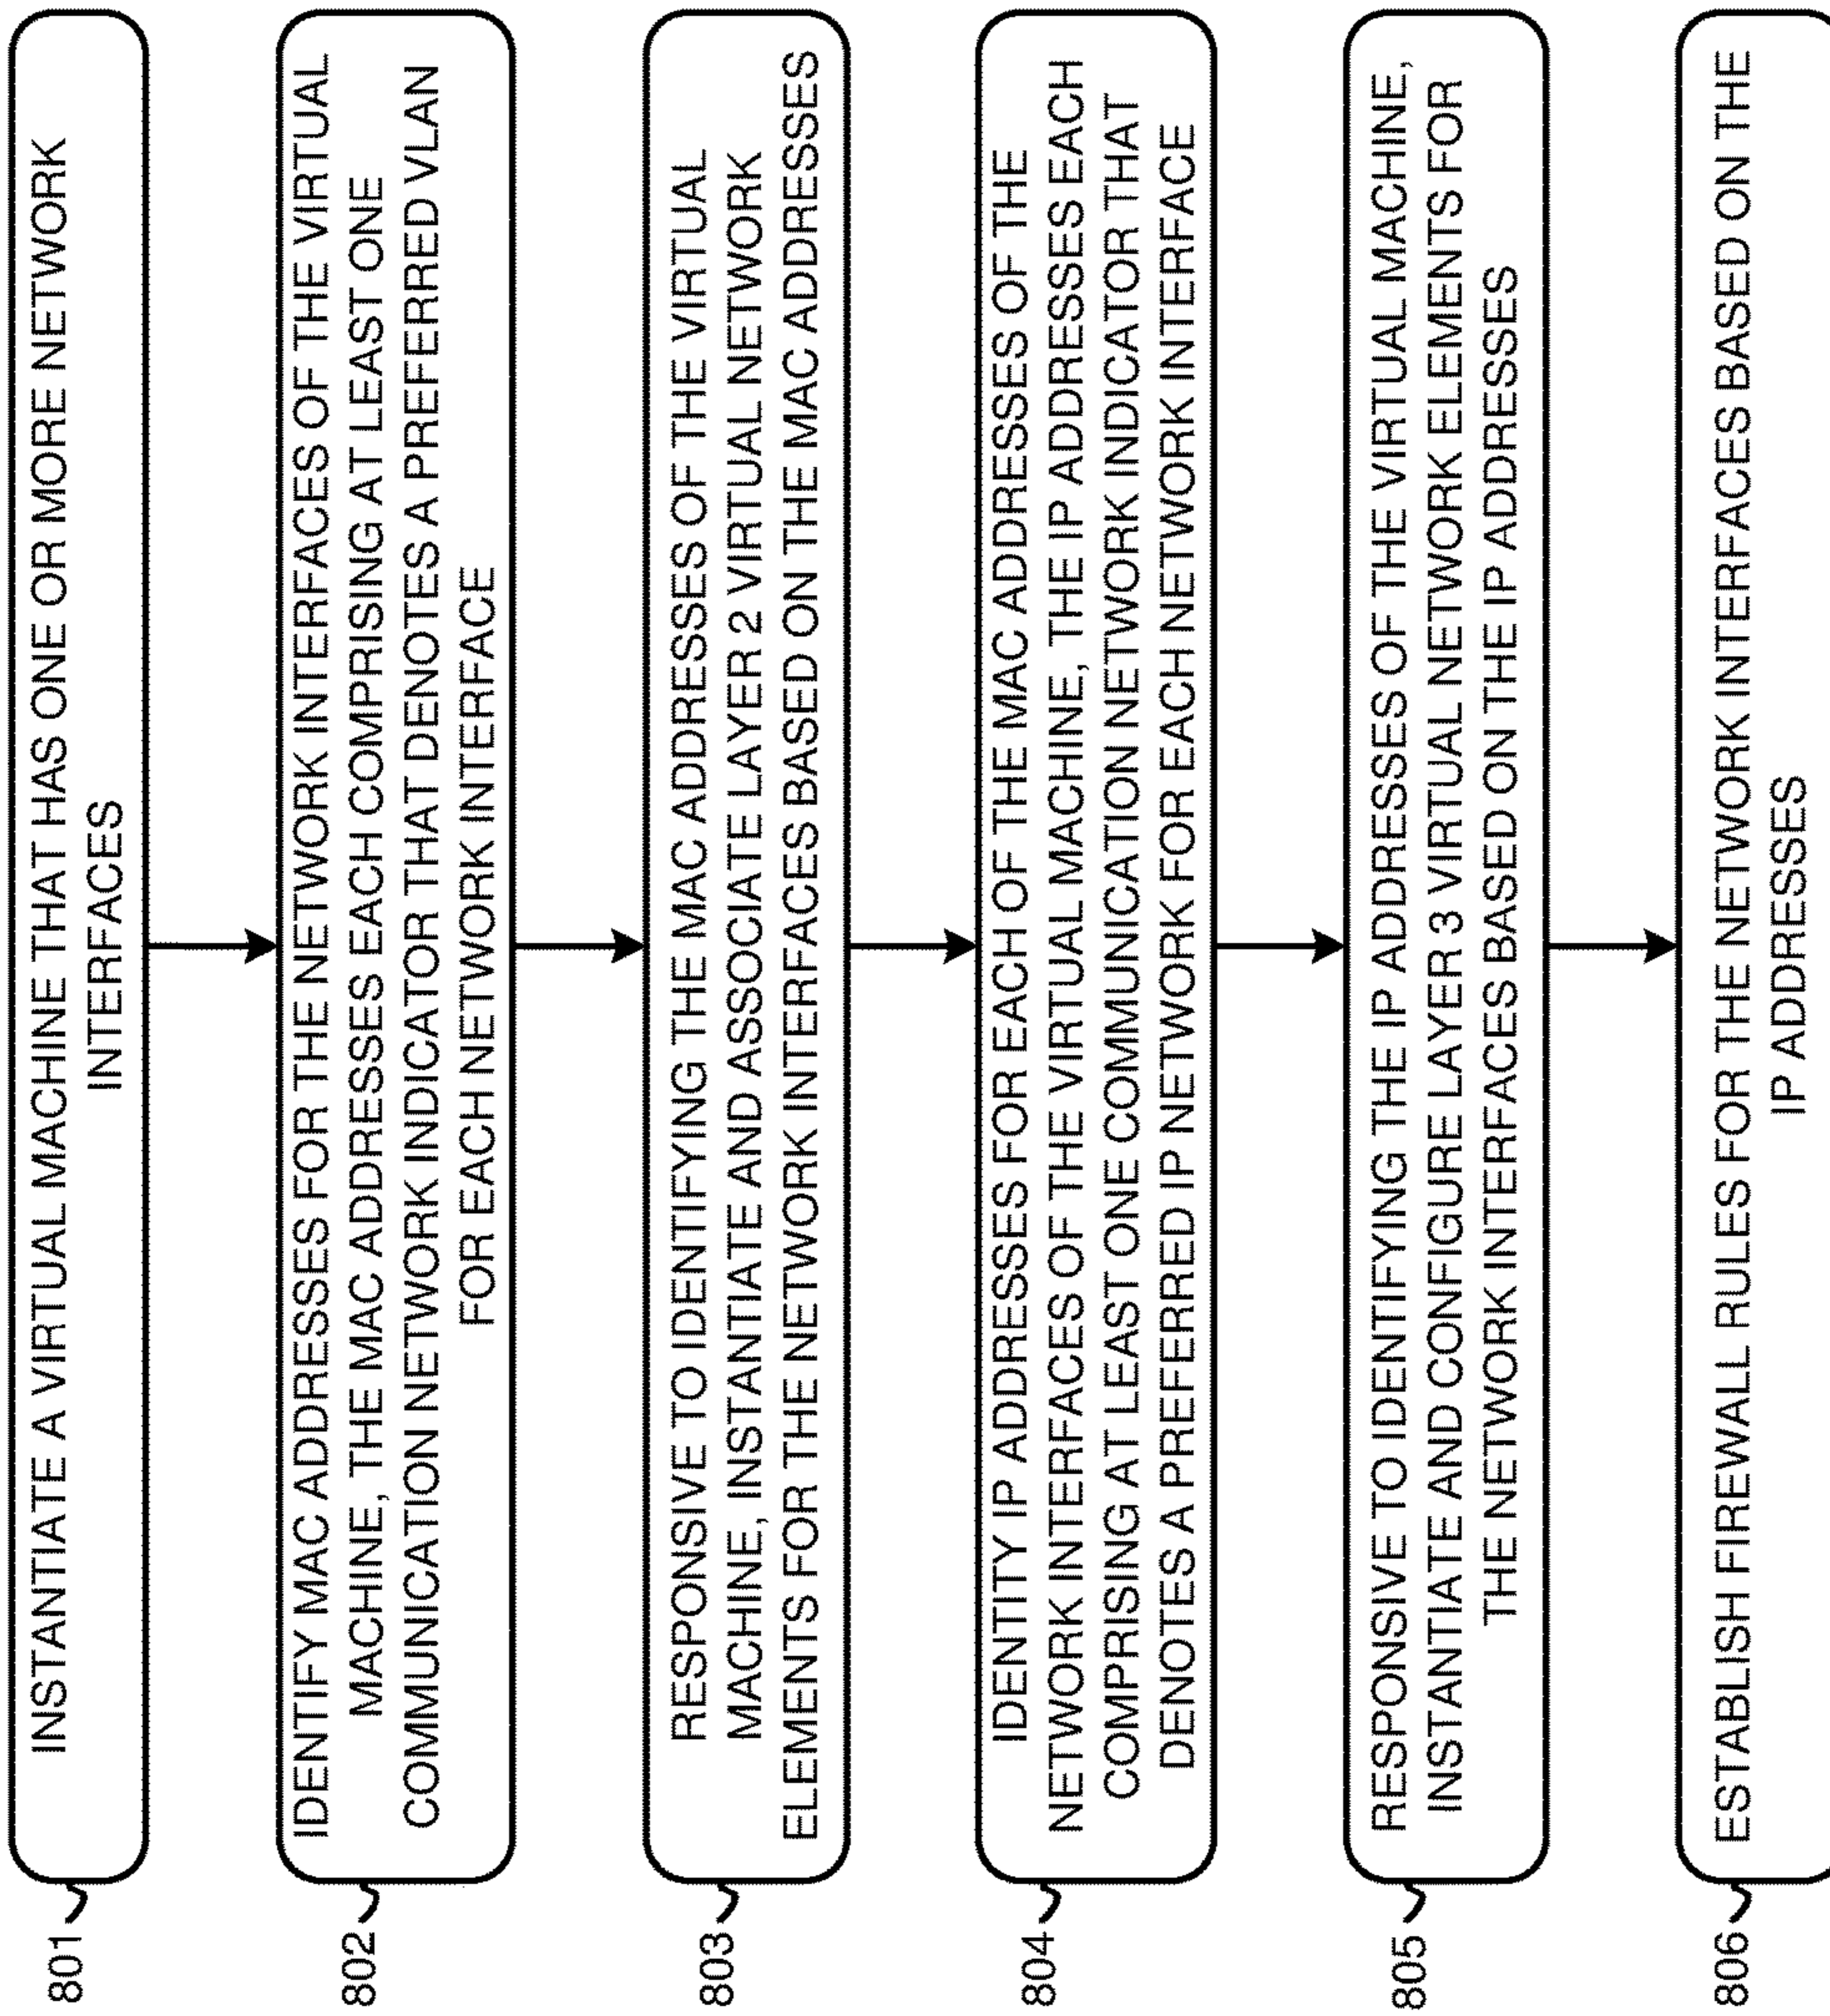 801
INSTANTIATE A VIRTUAL MACHINE THAT HAS ONE OR MORE NETWORK
INTERFACES
802
IDENTIFY MAC ADDRESSES FOR THE NETWORK INTERFACES OF THE VIRTUAL
MACHINE, THE MAC ADDRESSES EACH COMPRISING AT LEAST ONE
COMMUNICATION NETWORK INDICATOR THAT DENOTES A PREFERRED VLAN
FOR EACH NETWORK INTERFACE
803
RESPONSIVE TO IDENTIFYING THE MAC ADDRESSES OF THE VIRTUAL
MACHINE, INSTANTIATE AND ASSOCIATE LAYER 2 VIRTUAL NETWORK
ELEMENTS FOR THE NETWORK INTERFACES BASED ON THE MAC ADDRESSES
804
IDENTITY IP ADDRESSES FOR EACH OF THE MAC ADDRESSES OF THE
NETWORK INTERFACES OF THE VIRTUAL MACHINE, THE IP ADDRESSES EACH
COMPRISING AT LEAST ONE COMMUNICATION NETWORK INDICATOR THAT
DENOTES A PREFERRED IP NETWORK FOR EACH NETWORK INTERFACE
805
RESPONSIVE TO IDENTIFYING THE IP ADDRESSES OF THE VIRTUAL MACHINE,
INSTANTIATE AND CONFIGURE LAYER 3 VIRTUAL NETWORK ELEMENTS FOR
THE NETWORK INTERFACES BASED ON THE IP ADDRESSES
806
ESTABLISH FIREWALL RULES FOR THE NETWORK INTERFACES BASED ON THE
IP ADDRESSES